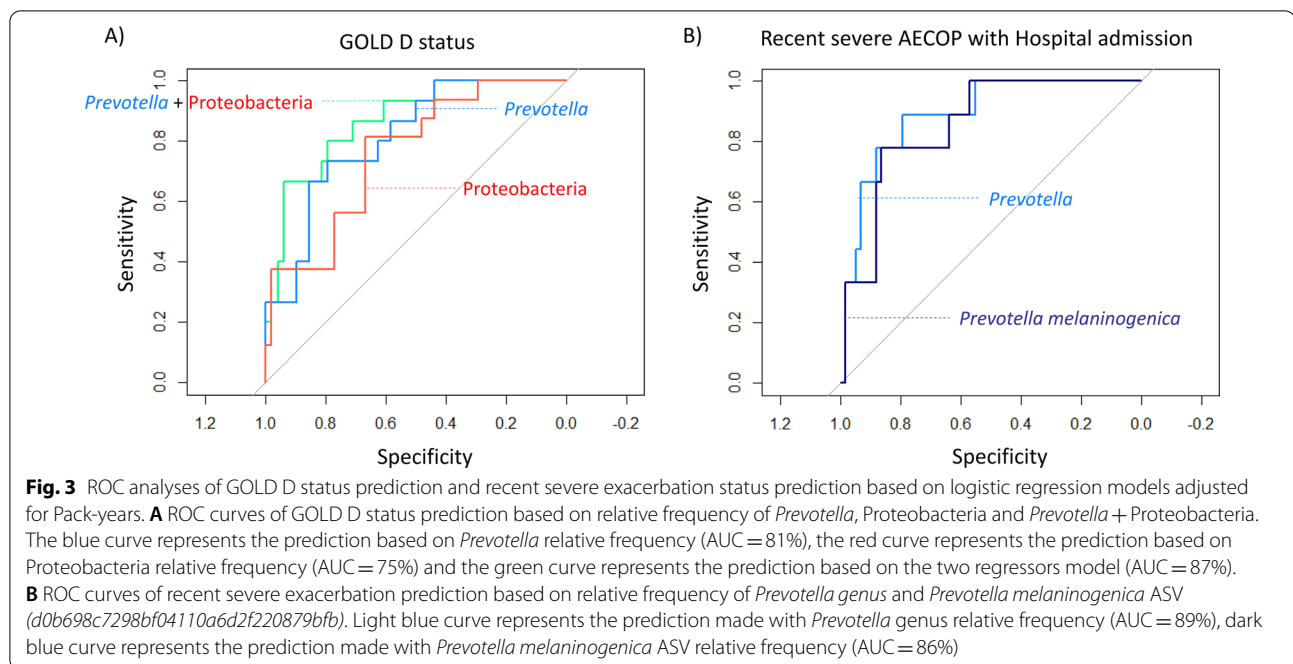 A)
GOLD D status
Prevotella + Proteobacteria
Prevotella
Proteobacteria
Sensitivity
0.0 0.2 0.4 0.6 0.8 1.0
1.2 1.0 0.8 0.6 0.4 0.2 0.0 -0.2
Specificity
B)
Recent severe AECOP with Hospital admission
Prevotella
Prevotella melaninogenica
Sensitivity
0.0 0.2 0.4 0.6 0.8 1.0
1.2 1.0 0.8 0.6 0.4 0.2 0.0 -0.2
Specificity
Fig. 3 ROC analyses of GOLD D status prediction and recent severe exacerbation status prediction based on logistic regression models adjusted
for Pack-years. A ROC curves of GOLD D status prediction based on relative frequency of Prevotella, Proteobacteria and Prevotella + Proteobacteria.
The blue curve represents the prediction based on Prevotella relative frequency (AUC = 81%), the red curve represents the prediction based on
Proteobacteria relative frequency (AUC = 75%) and the green curve represents the prediction based on the two regressors model (AUC = 87%).
B ROC curves of recent severe exacerbation prediction based on relative frequency of Prevotella genus and Prevotella melaninogenica ASV
(d0b698c7298bf04110a6d2f220879bfb). Light blue curve represents the prediction made with Prevotella genus relative frequency (AUC = 89%), dark
blue curve represents the prediction made with Prevotella melaninogenica ASV relative frequency (AUC = 86%)